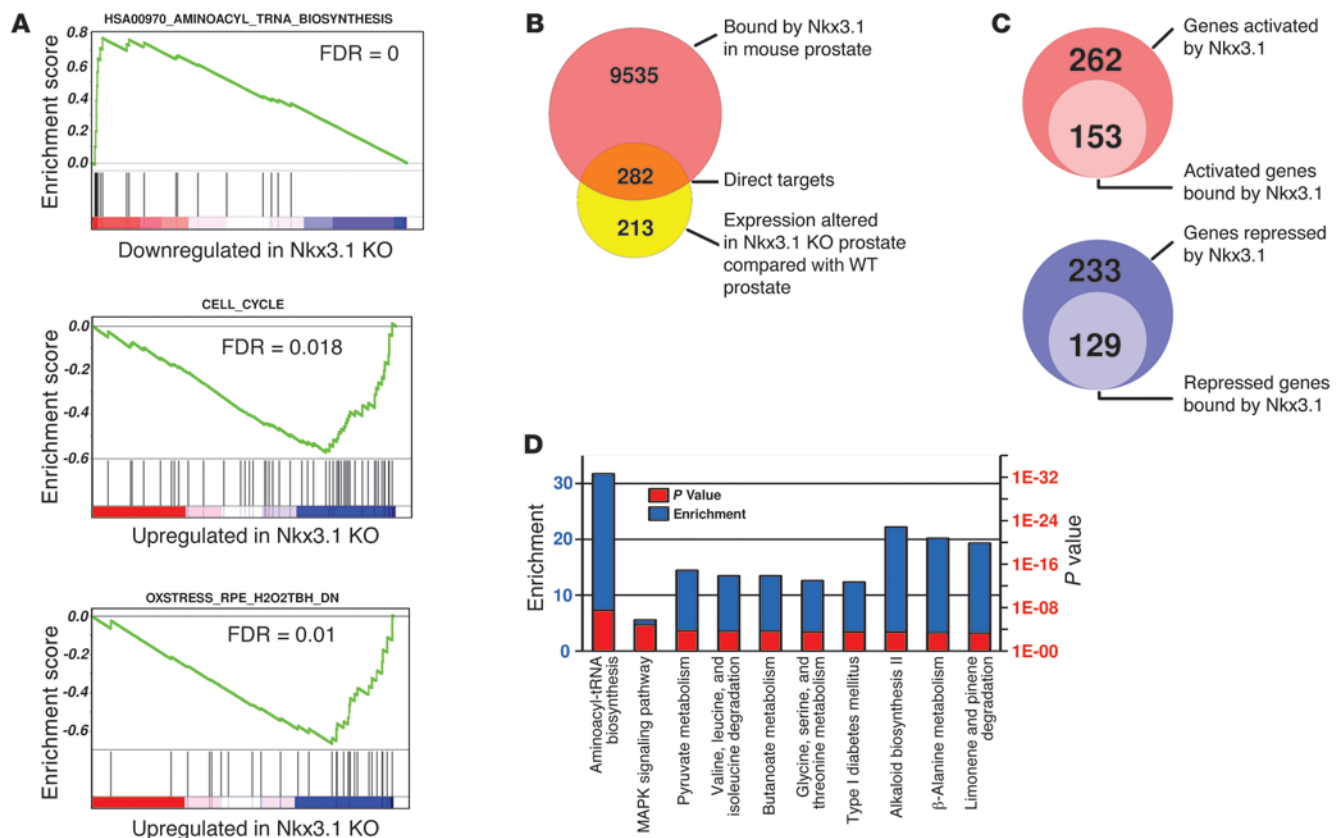 A
HSA00970_AMINOACYL_TRNA_BIOSYNTHESIS
Enrichment score
0.8
0.6
0.4
0.2
0.0
FDR = 0
Downregulated in Nkx3.1 KO
CELL_CYCLE
Enrichment score
0.0
-0.2
-0.4
-0.6
FDR = 0.018
Upregulated in Nkx3.1 KO
OXSTRESS_RPE_H2O2TBH_DN
Enrichment score
0.0
-0.2
-0.4
-0.6
FDR = 0.01
Upregulated in Nkx3.1 KO
B
9535
282
213
Bound by Nkx3.1
in mouse prostate
Direct targets
Expression altered
in Nkx3.1 KO prostate
compared with WT
prostate
C
262
153
Genes activated
by Nkx3.1
Activated genes
bound by Nkx3.1
233
129
Genes repressed
by Nkx3.1
Repressed genes
bound by Nkx3.1
D
Enrichment
30
20
10
0
P Value
Enrichment
1E-32
1E-24
1E-16
1E-08
1E-00
P value
Aminoacyl-tRNA
biosynthesis
MAPK signaling pathway
Pyruvate metabolism
Valine, leucine, and
isoleucine degradation
Butanoate metabolism
Glycine, serine, and
threonine metabolism
Type I diabetes mellitus
Alkaloid biosynthesis II
β-Alanine metabolism
Limonene and pinene
degradation